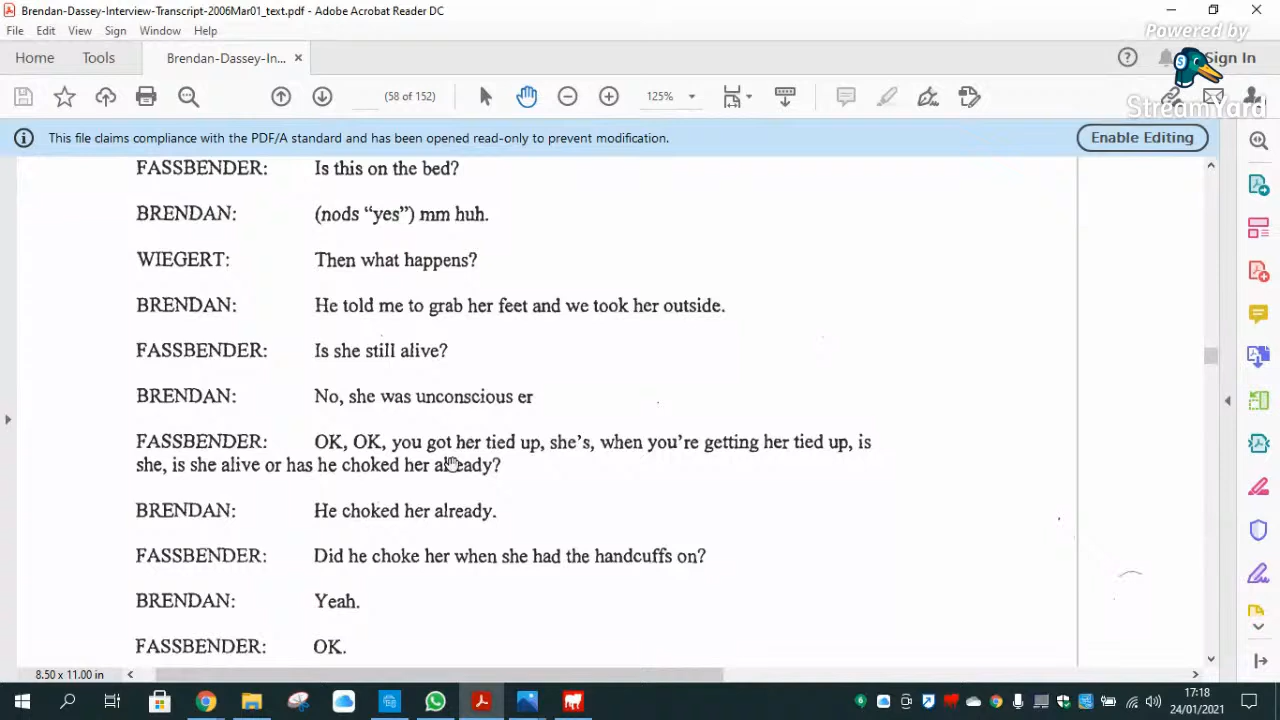 Brendan-Dassey-Interview-Transcript-2006Mar01_text.pdf - Adobe Acrobat Reader DC
Powered by
File Edit View Sign Window Help
Home Tools Brendan-Dassey-In... × Sign In
StreamYard
(58 of 152) 125%
This file claims compliance with the PDF/A standard and has been opened read-only to prevent modification. Enable Editing
FASSBENDER: Is this on the bed?
BRENDAN: (nods “yes”) mm huh.
WIEGERT: Then what happens?
BRENDAN: He told me to grab her feet and we took her outside.
FASSBENDER: Is she still alive?
BRENDAN: No, she was unconscious er
FASSBENDER: OK, OK, you got her tied up, she’s, when you’re getting her tied up, is
she, is she alive or has he choked her already?
BRENDAN: He choked her already.
FASSBENDER: Did he choke her when she had the handcuffs on?
BRENDAN: Yeah.
FASSBENDER: OK.
8.50 x 11.00 in
17:18
24/01/2021